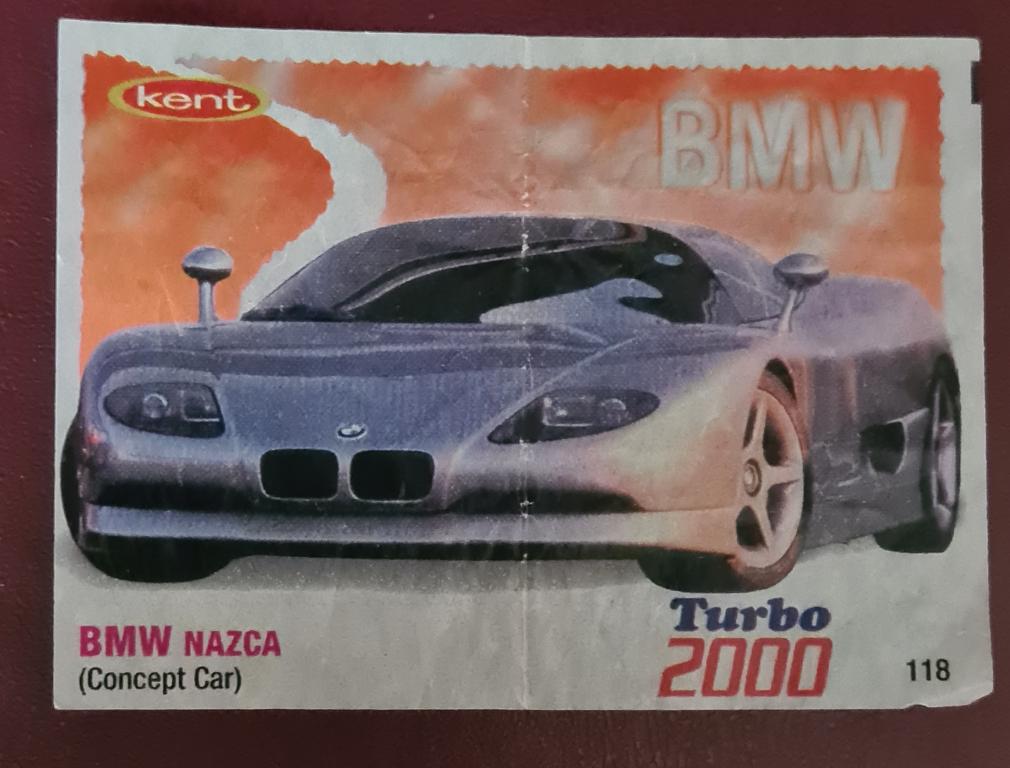 kent
BMW
BMW NAZCA
(Concept Car)
Turbo
2000
118